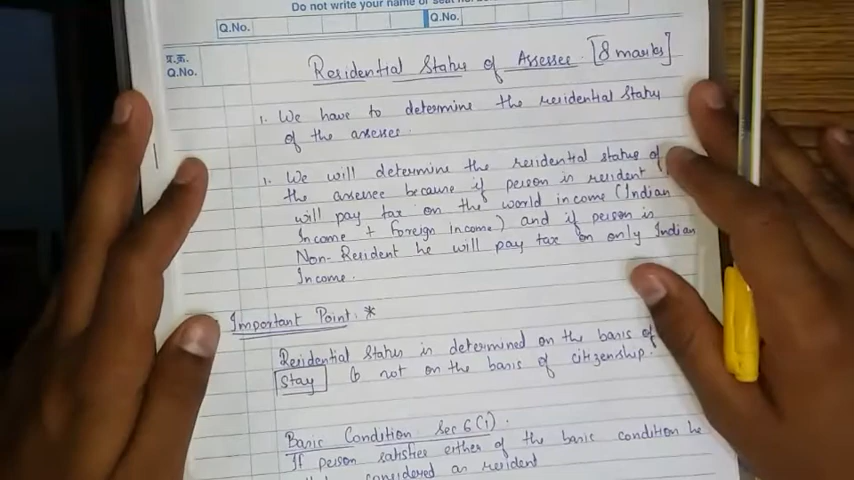 Do not write your name or seat
Q.No.
Q.No.
प्र.क्र.
Q.No.
Residential Status of Assessee [8 marks]
1. We have to determine the residential Status
of the assesee.
1. We will determine the residential status of
the assesee because if person is resident
will pay tax on the world income (Indian
Income + Foreign income) and if person is
Non-Resident he will pay tax on only Indian
Income.
Important Point *
Residential Status is determined on the basis of
Stay & not on the basis of citizenship.
Basic Condition Sec 6(1).
If person satisfies either of the basic condition he
considered as resident